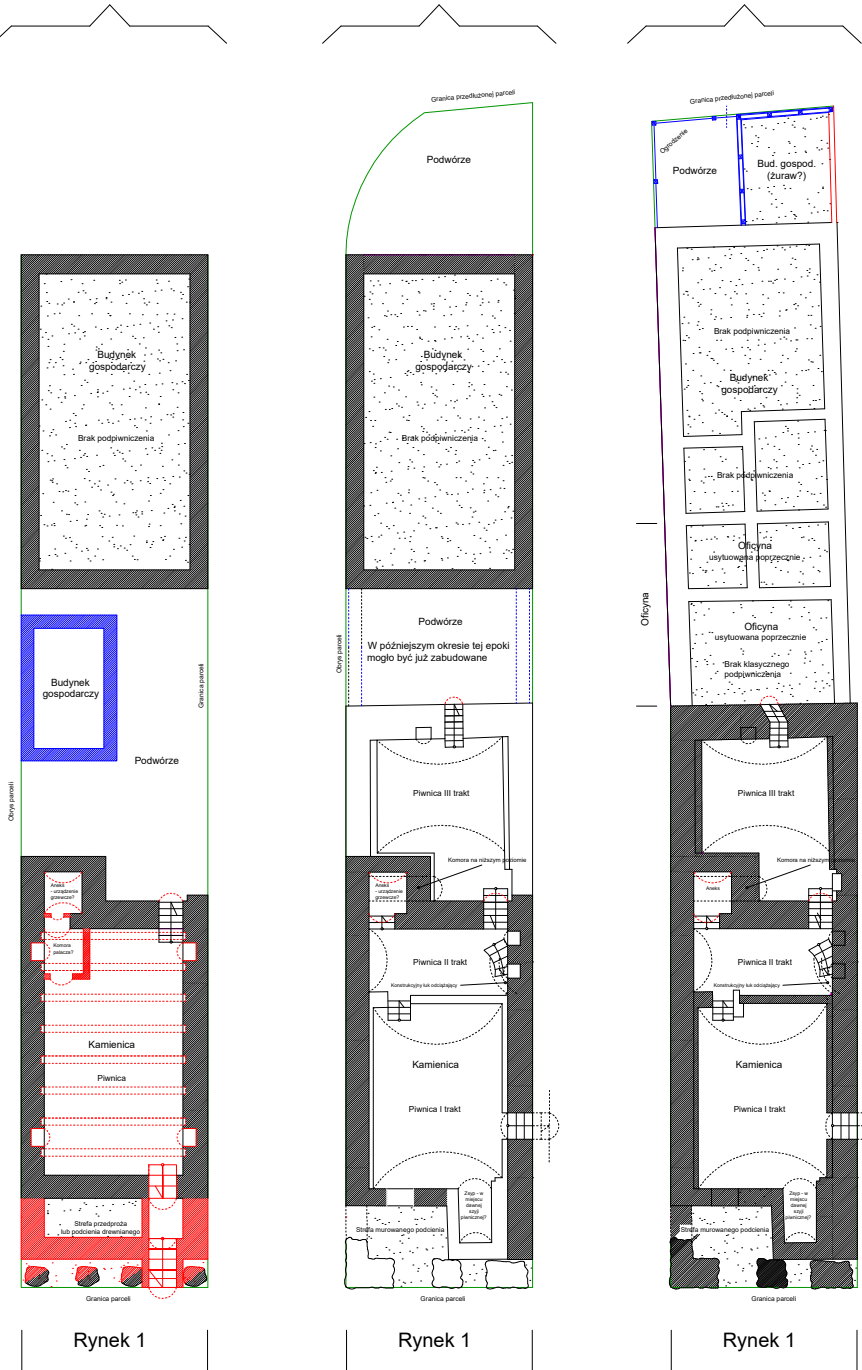 Budynek
gospodarczy
Brak podpiwniczenia
Budynek
gospodarczy
Granica parceli
Podwórze
Obrys parceli
Aneks
- urządzenie
grzewcze?
Komora
palacza?
Kamienica
Piwnica
Strefa przedproża
lub podcienia drewnianego
Granica parceli
Rynek 1
Granica przedłużonej parceli
Podwórze
Budynek
gospodarczy
Brak podpiwniczenia
Podwórze
W późniejszym okresie tej epoki
mogło być już zabudowane
Obrys parceli
Piwnica III trakt
Komora na niższym poziomie
Aneks
- urządzenie
grzewcze?
Piwnica II trakt
Konstrukcyjny łuk odciążający
Kamienica
Piwnica I trakt
Zsyp - w
miejscu
dawnej
szyji
piwnicznej?
Strefa murowanego podcienia
Granica parceli
Rynek 1
Granica przedłużonej parceli
Ogrodzenie
Podwórze
Bud. gospod.
(żuraw?)
Brak podpiwniczenia
Budynek
gospodarczy
Brak podpiwniczenia
Oficyna
usytuowana poprzecznie
Oficyna
Oficyna
usytuowana poprzecznie
Brak klasycznego
podpiwniczenia
Piwnica III trakt
Komora na niższym poziomie
Aneks
Piwnica II trakt
Konstrukcyjny łuk odciążający
Kamienica
Piwnica I trakt
Zsyp - w
miejscu
dawnej
szyji
piwnicznej?
Strefa murowanego podcienia
Granica parceli
Rynek 1